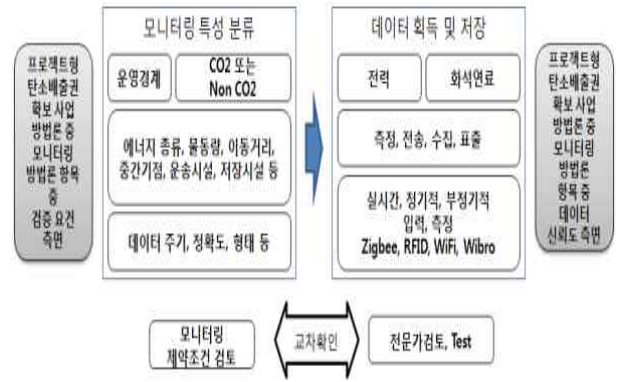 모니터링 특성 분류
데이터 획득 및 저장
프로젝트형
탄소배출권
확보 사업
방법론 중
모니터링
방법론 항목
중
검증 요건
측면
운영경계
CO2 또는
Non CO2
에너지 종류, 물동량, 이동거리,
중간기점, 운송시설, 저장시설 등
데이터 주기, 정확도, 형태 등
전력
화석연료
측정, 전송, 수집, 표출
실시간, 정기적, 부정기적
입력, 측정
Zigbee, RFID, WiFi, Wibro
프로젝트형
탄소배출권
확보 사업
방법론 중
모니터링
방법론
항목 중
데이터
신뢰도 측면
모니터링
제약조건 검토
교차확인
전문가검토, Test